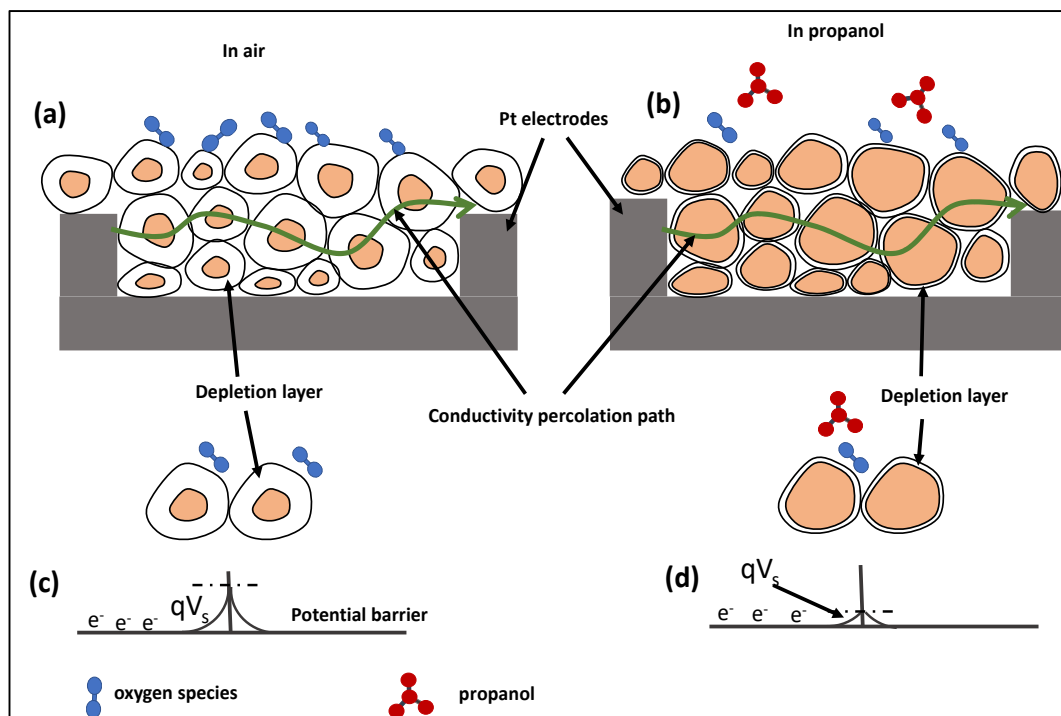 In air
In propanol
(a)
(b)
Pt electrodes
Depletion layer
Conductivity percolation path
Depletion layer
(c)
(d)
qVs
e- e- e-
Potential barrier
qVs
e- e- e-
oxygen species
propanol